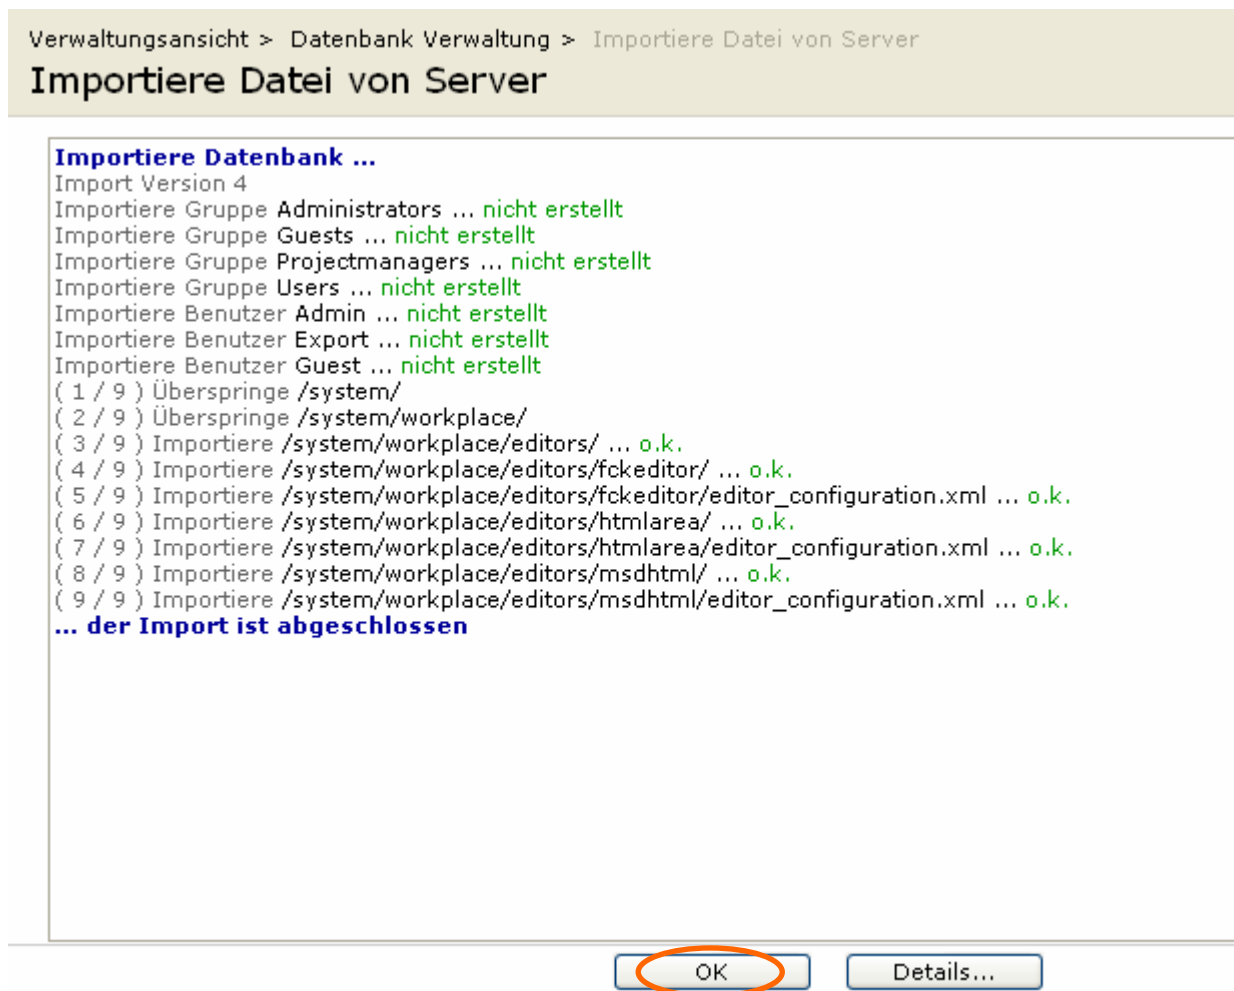 Verwaltungsansicht > Datenbank Verwaltung > Importiere Datei von Server
Importiere Datei von Server
Importiere Datenbank ...
Import Version 4
Importiere Gruppe Administrators ... nicht erstellt
Importiere Gruppe Guests ... nicht erstellt
Importiere Gruppe Projectmanagers ... nicht erstellt
Importiere Gruppe Users ... nicht erstellt
Importiere Benutzer Admin ... nicht erstellt
Importiere Benutzer Export ... nicht erstellt
Importiere Benutzer Guest ... nicht erstellt
( 1 / 9 ) Überspringe /system/
( 2 / 9 ) Überspringe /system/workplace/
( 3 / 9 ) Importiere /system/workplace/editors/ ... o.k.
( 4 / 9 ) Importiere /system/workplace/editors/fckeditor/ ... o.k.
( 5 / 9 ) Importiere /system/workplace/editors/fckeditor/editor_configuration.xml ... o.k.
( 6 / 9 ) Importiere /system/workplace/editors/htmlarea/ ... o.k.
( 7 / 9 ) Importiere /system/workplace/editors/htmlarea/editor_configuration.xml ... o.k.
( 8 / 9 ) Importiere /system/workplace/editors/msdhtml/ ... o.k.
( 9 / 9 ) Importiere /system/workplace/editors/msdhtml/editor_configuration.xml ... o.k.
... der Import ist abgeschlossen
OK Details...